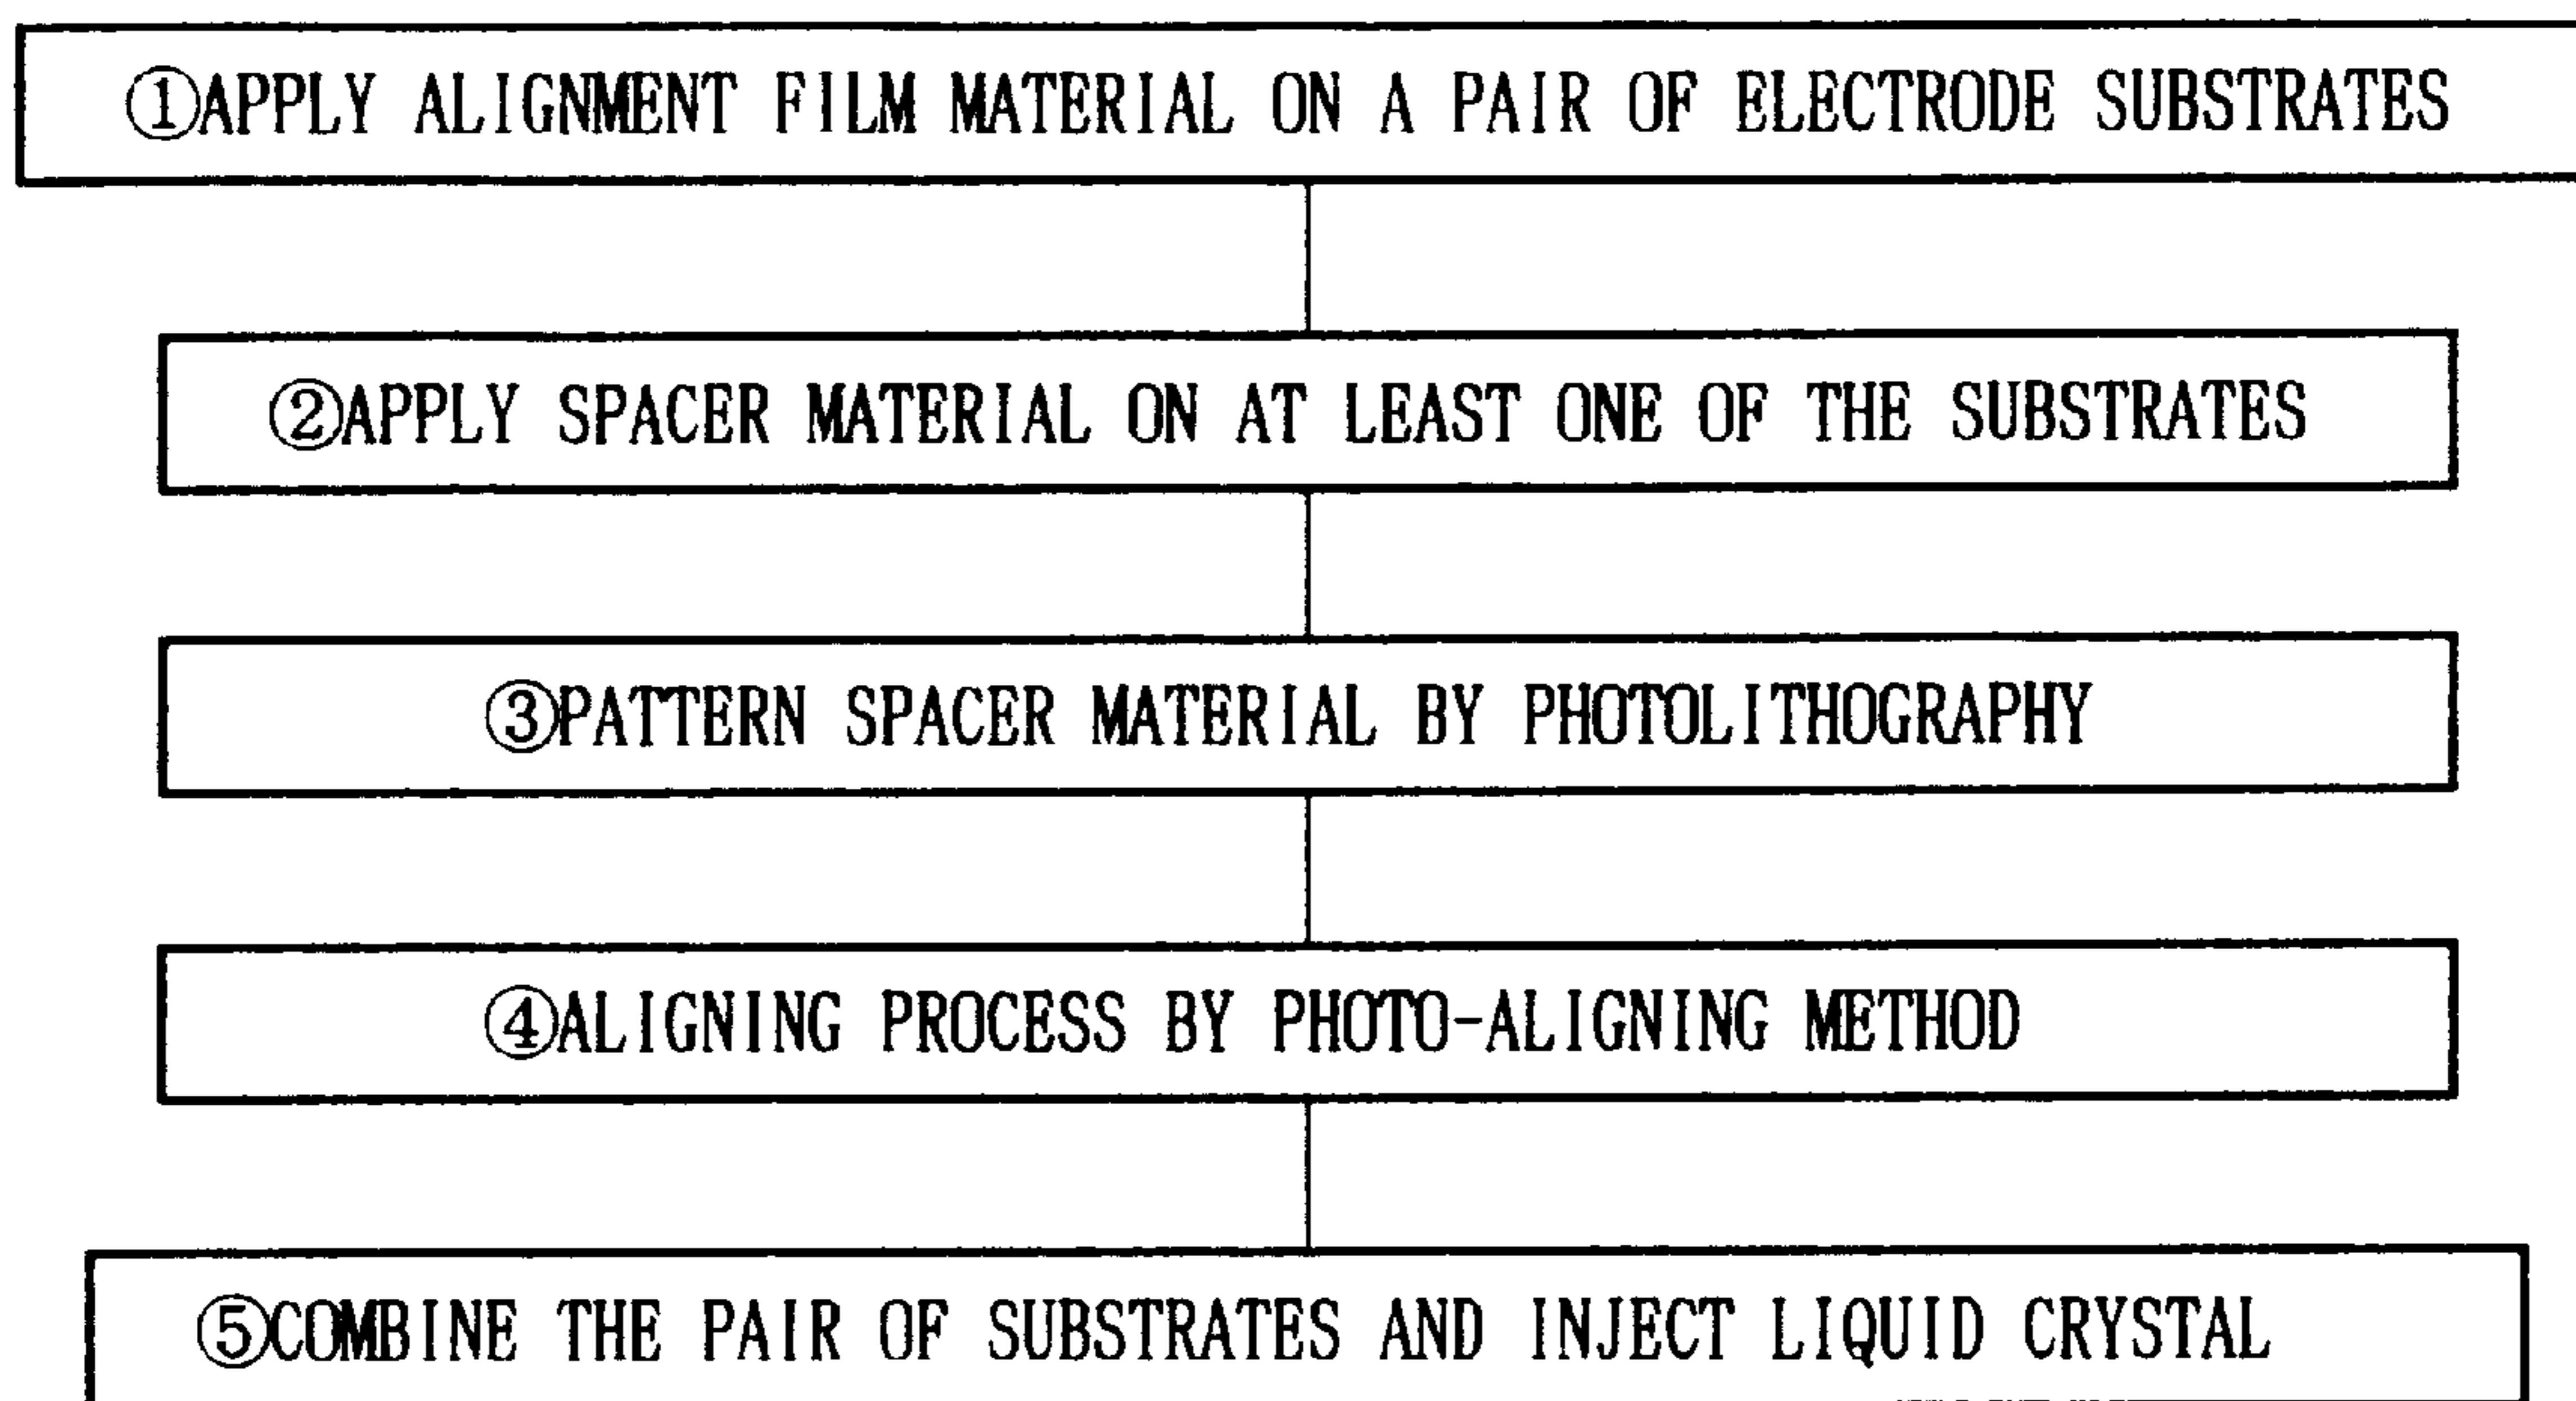 ①APPLY ALIGNMENT FILM MATERIAL ON A PAIR OF ELECTRODE SUBSTRATES
②APPLY SPACER MATERIAL ON AT LEAST ONE OF THE SUBSTRATES
③PATTERN SPACER MATERIAL BY PHOTOLITHOGRAPHY
④ALIGNING PROCESS BY PHOTO-ALIGNING METHOD
⑤COMBINE THE PAIR OF SUBSTRATES AND INJECT LIQUID CRYSTAL